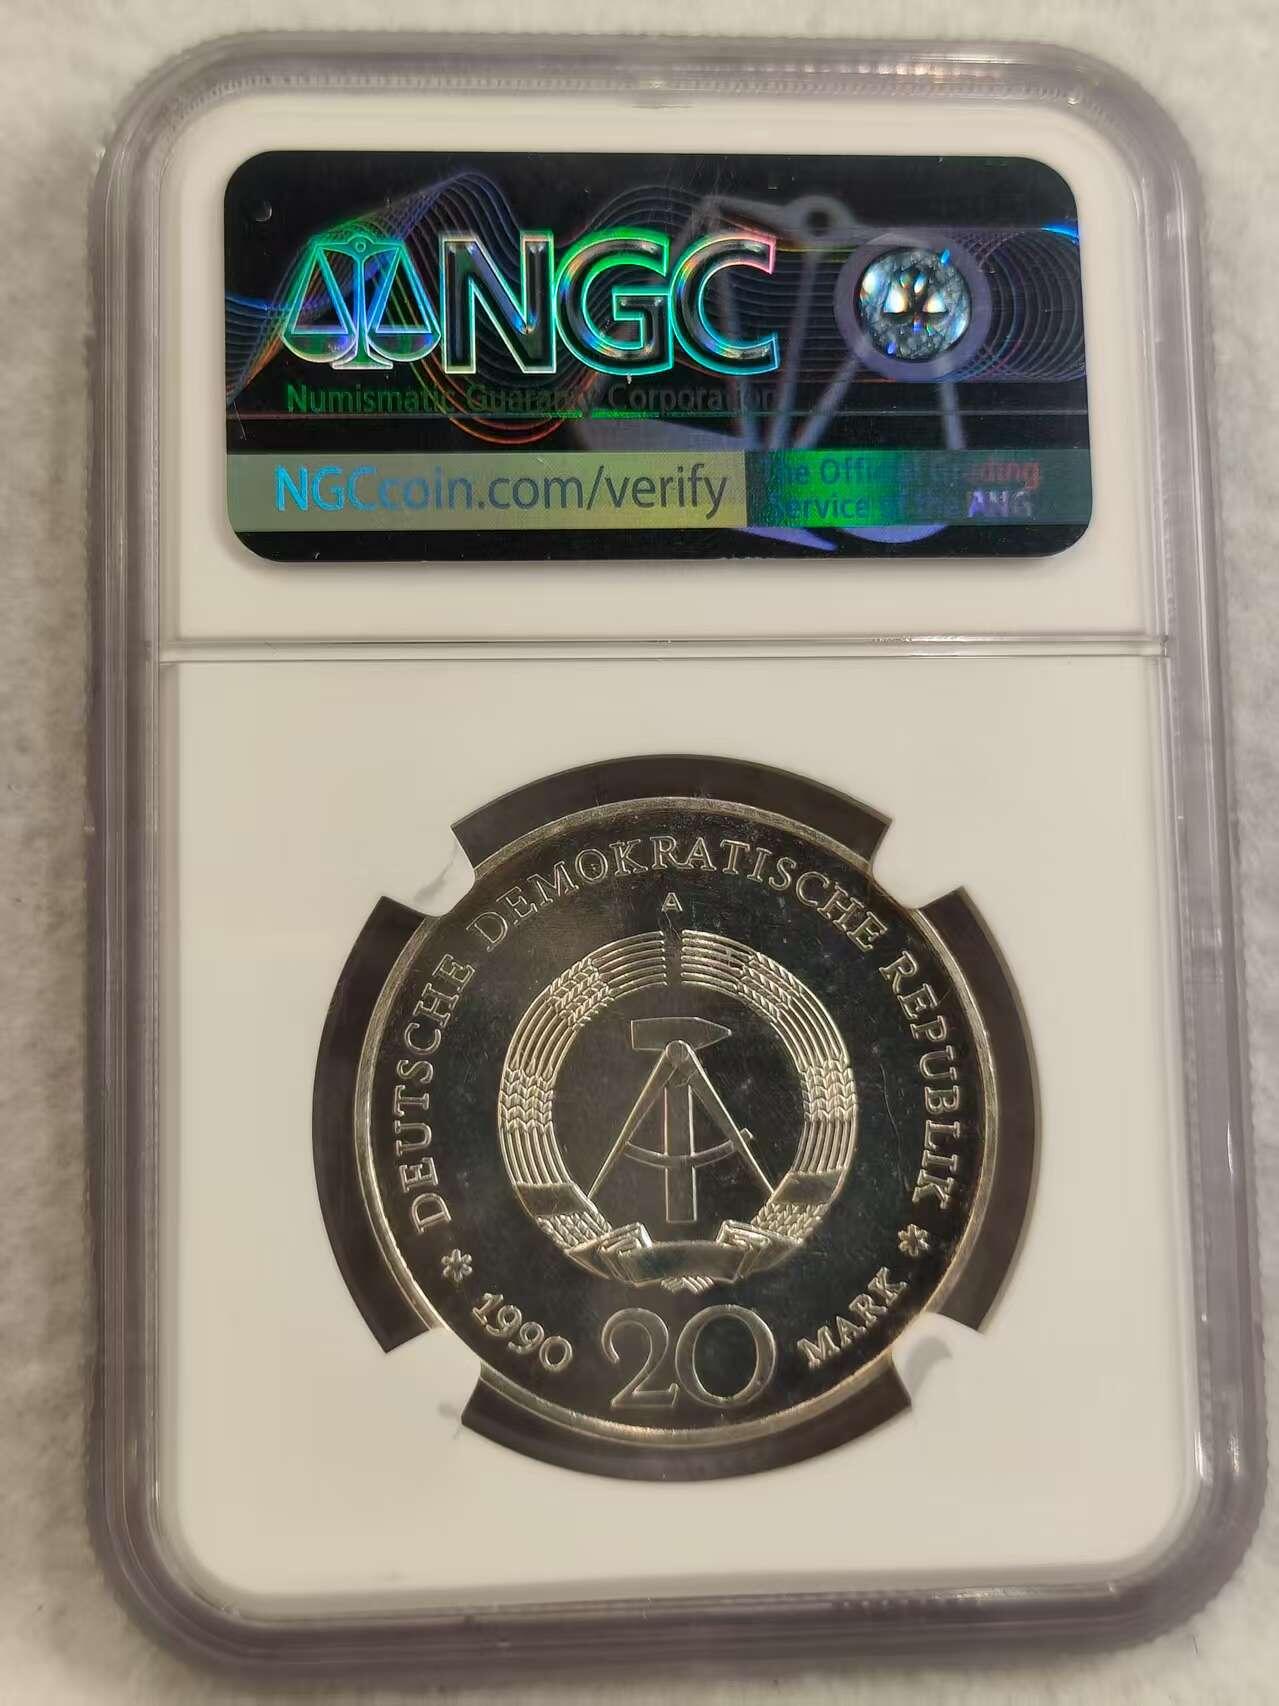 NGC
Numismatic Guaranty Corporation
NGCcoin.com/verify
The Official Grading
Service of the ANG
DEUTSCHE DEMOKRATISCHE REPUBLIK
A
* 1990 20 MARK *